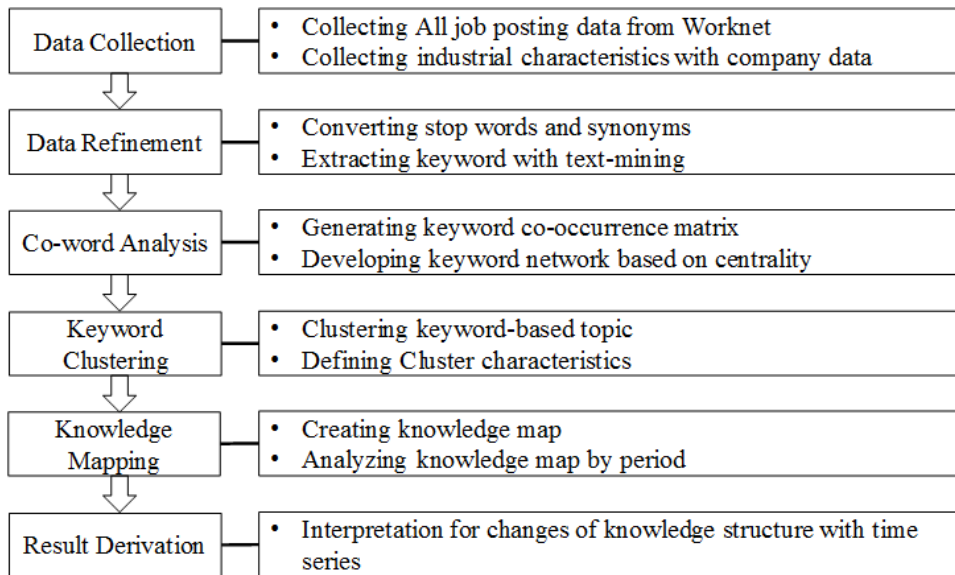 Data Collection
• Collecting All job posting data from Worknet
• Collecting industrial characteristics with company data
Data Refinement
• Converting stop words and synonyms
• Extracting keyword with text-mining
Co-word Analysis
• Generating keyword co-occurrence matrix
• Developing keyword network based on centrality
Keyword
Clustering
• Clustering keyword-based topic
• Defining Cluster characteristics
Knowledge
Mapping
• Creating knowledge map
• Analyzing knowledge map by period
Result Derivation
• Interpretation for changes of knowledge structure with time
series